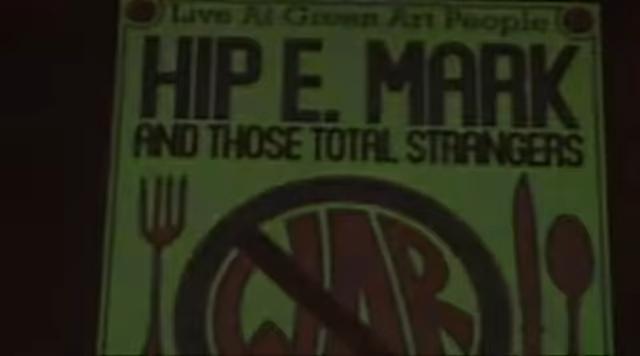 Live At Green Art People
HIP E. MARK
AND THOSE TOTAL STRANGERS
WAR